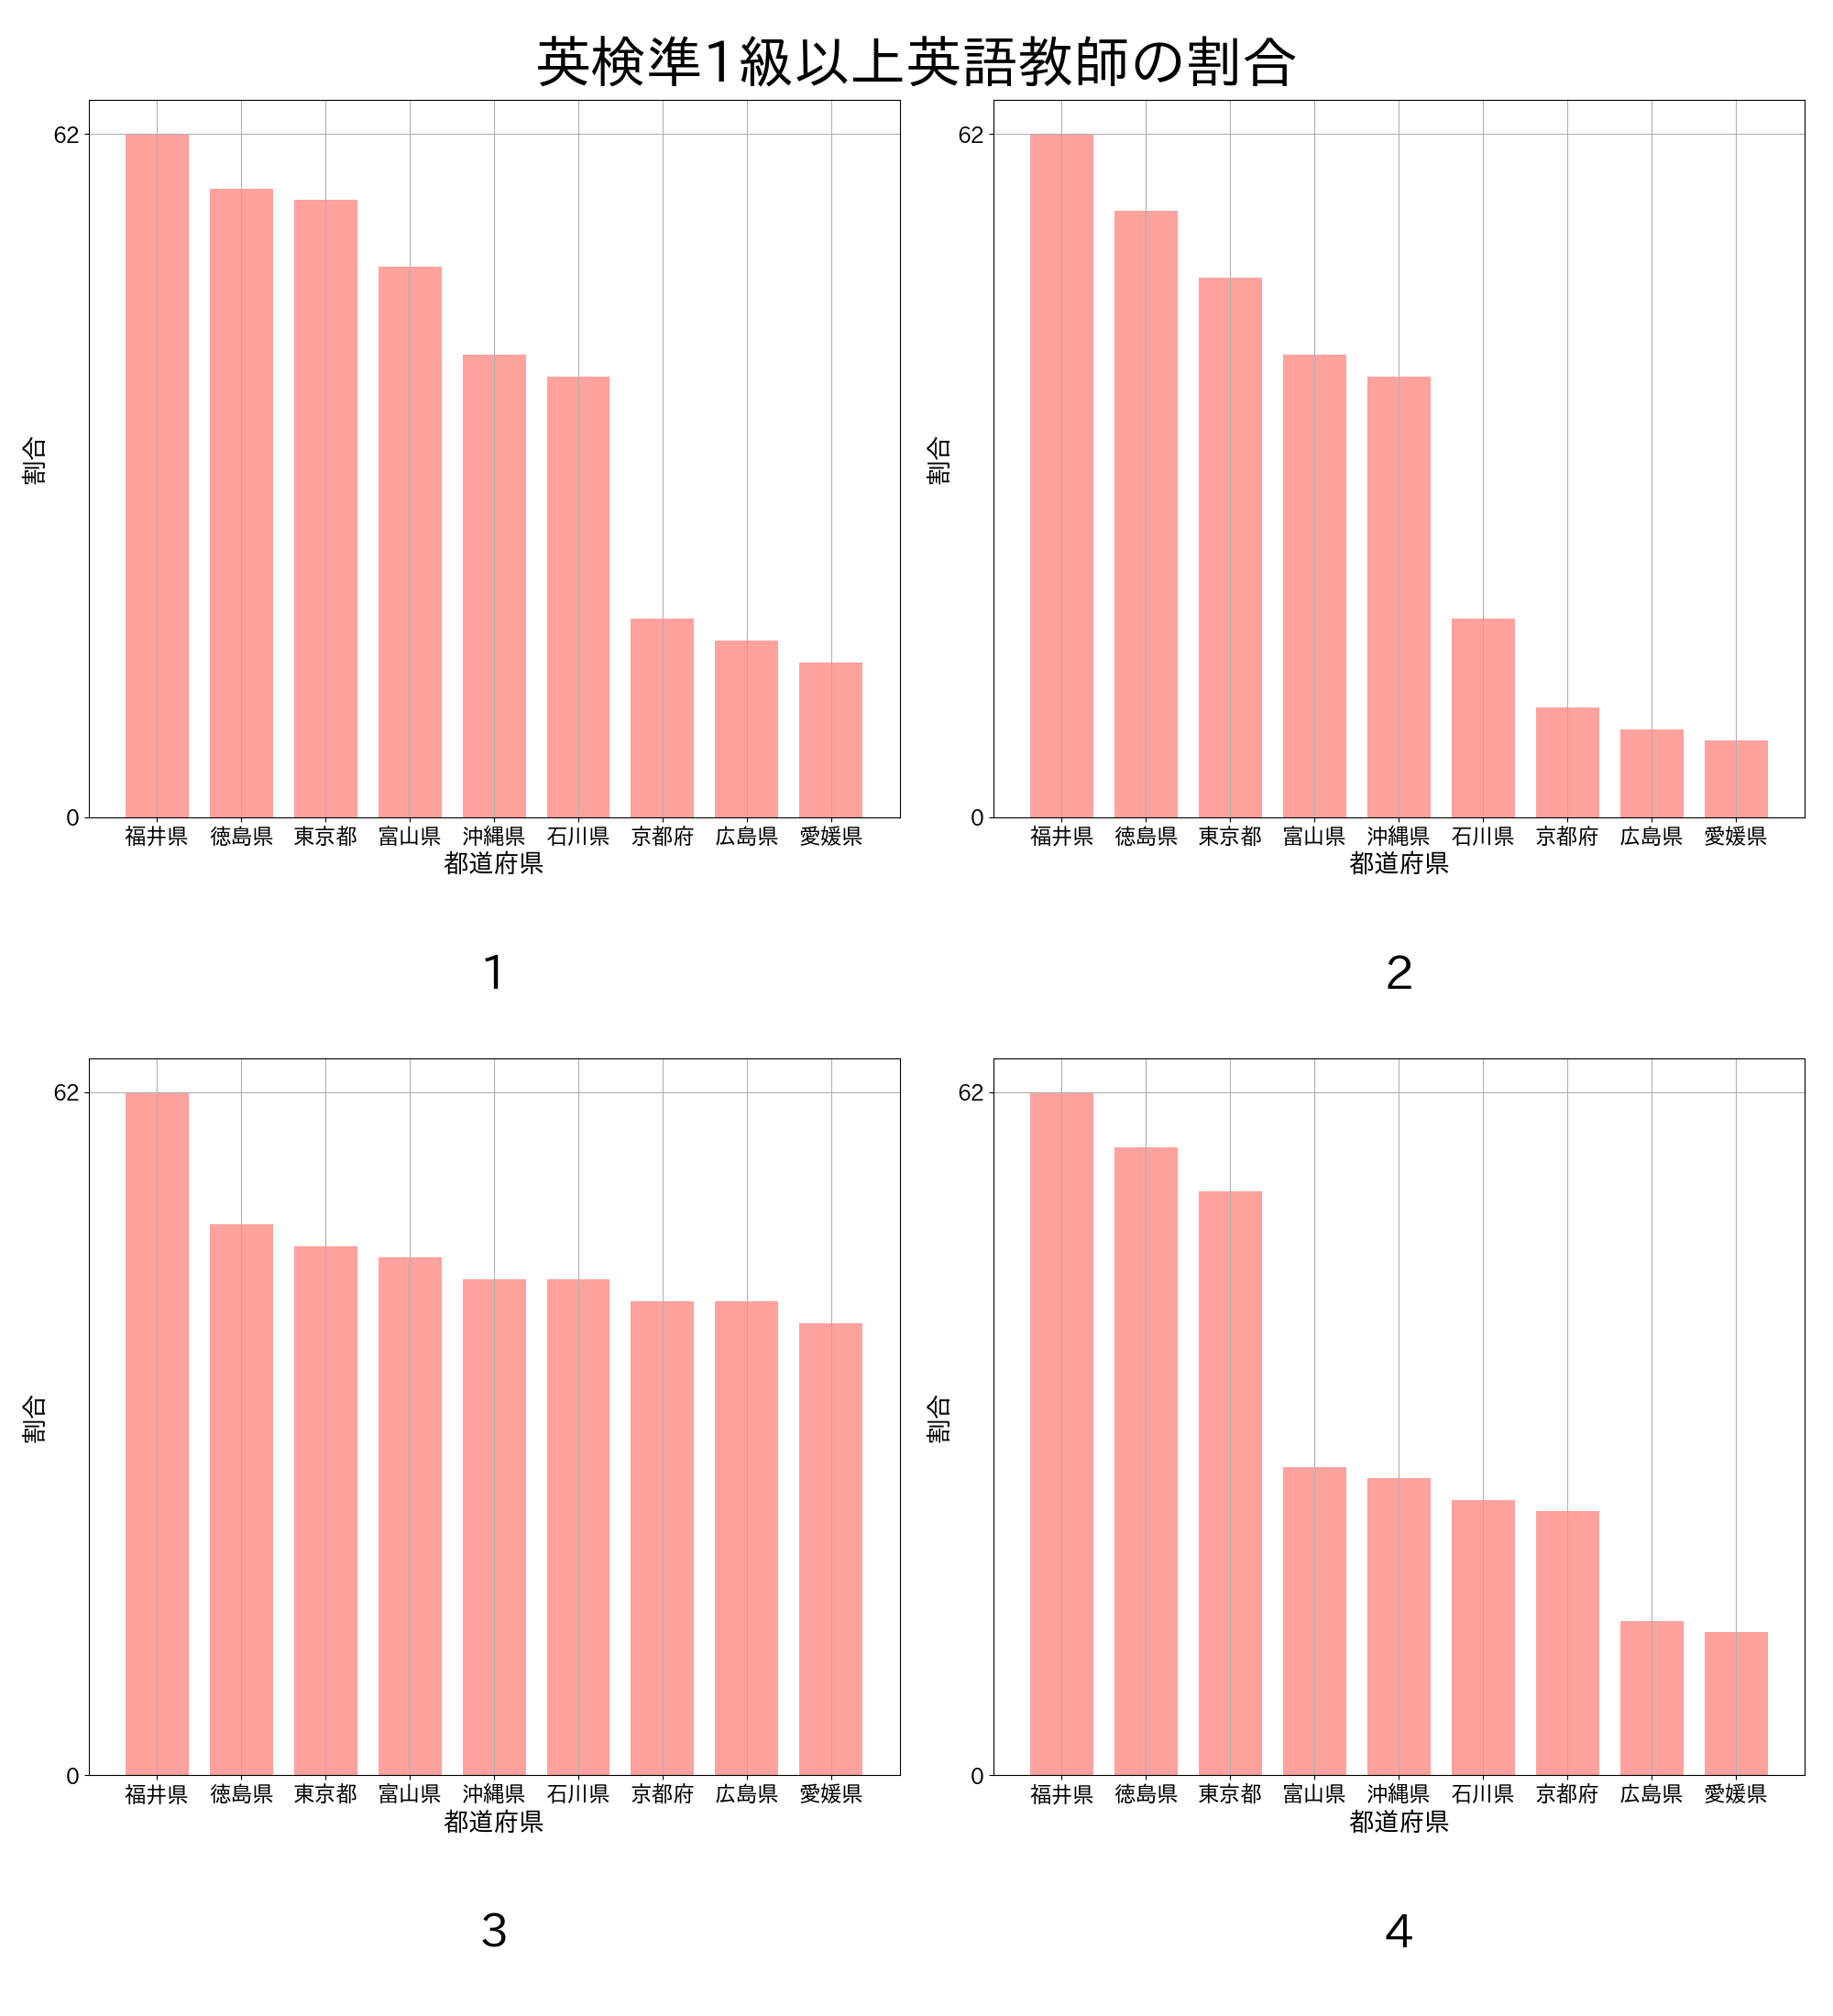 英検準1級以上英語教師の割合
62
0
割合
福井県 徳島県 東京都 富山県 沖縄県 石川県 京都府 広島県 愛媛県
都道府県
1
62
0
割合
福井県 徳島県 東京都 富山県 沖縄県 石川県 京都府 広島県 愛媛県
都道府県
2
62
0
割合
福井県 徳島県 東京都 富山県 沖縄県 石川県 京都府 広島県 愛媛県
都道府県
3
62
0
割合
福井県 徳島県 東京都 富山県 沖縄県 石川県 京都府 広島県 愛媛県
都道府県
4